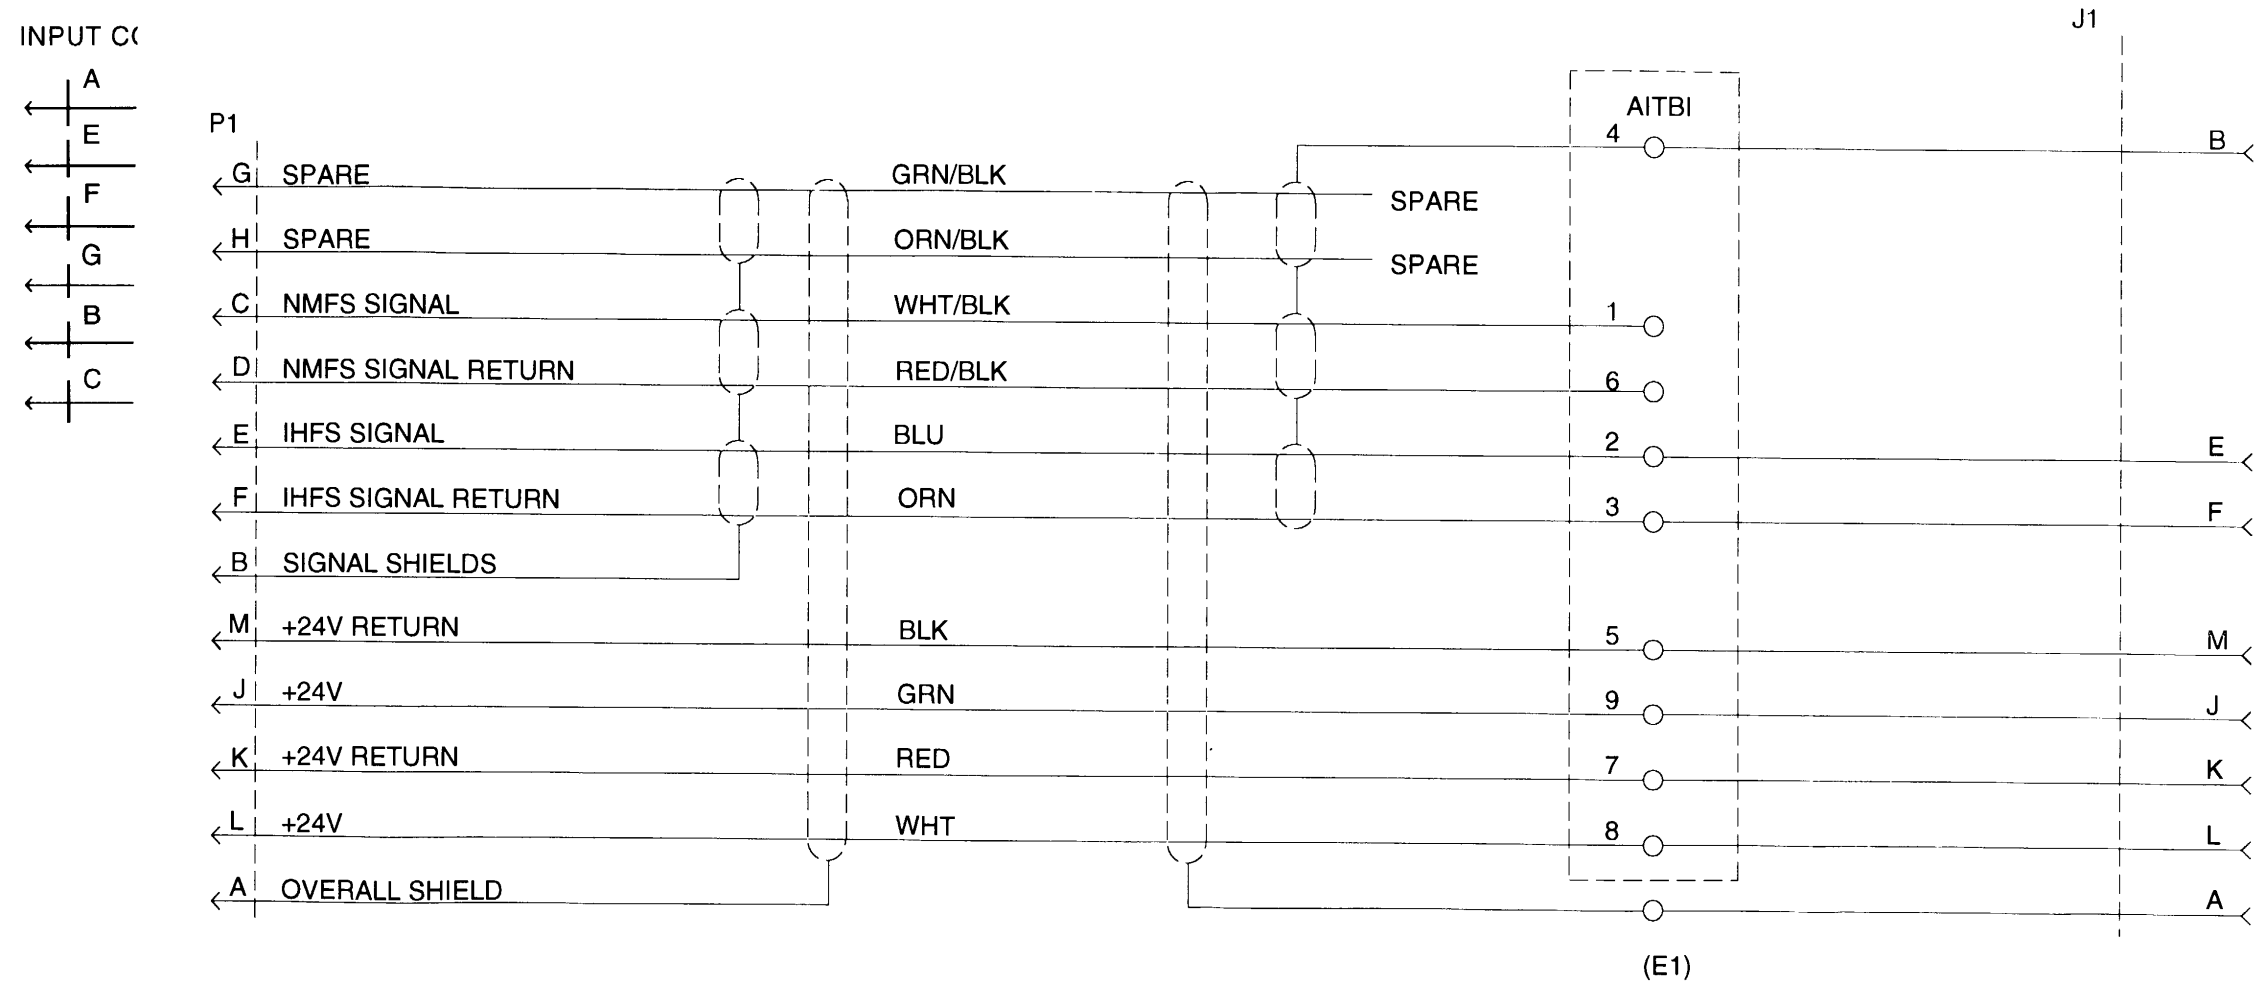 INPUT C
A
E
F
G
B
C
P1
J1
AITBI
4
B
G SPARE GRN/BLK SPARE
H SPARE ORN/BLK SPARE
C NMFS SIGNAL WHT/BLK 1
D NMFS SIGNAL RETURN RED/BLK 6
E IHFS SIGNAL BLU 2 E
F IHFS SIGNAL RETURN ORN 3 F
B SIGNAL SHIELDS
M +24V RETURN BLK 5 M
J +24V GRN 9 J
K +24V RETURN RED 7 K
L +24V WHT 8 L
A OVERALL SHIELD A
(E1)